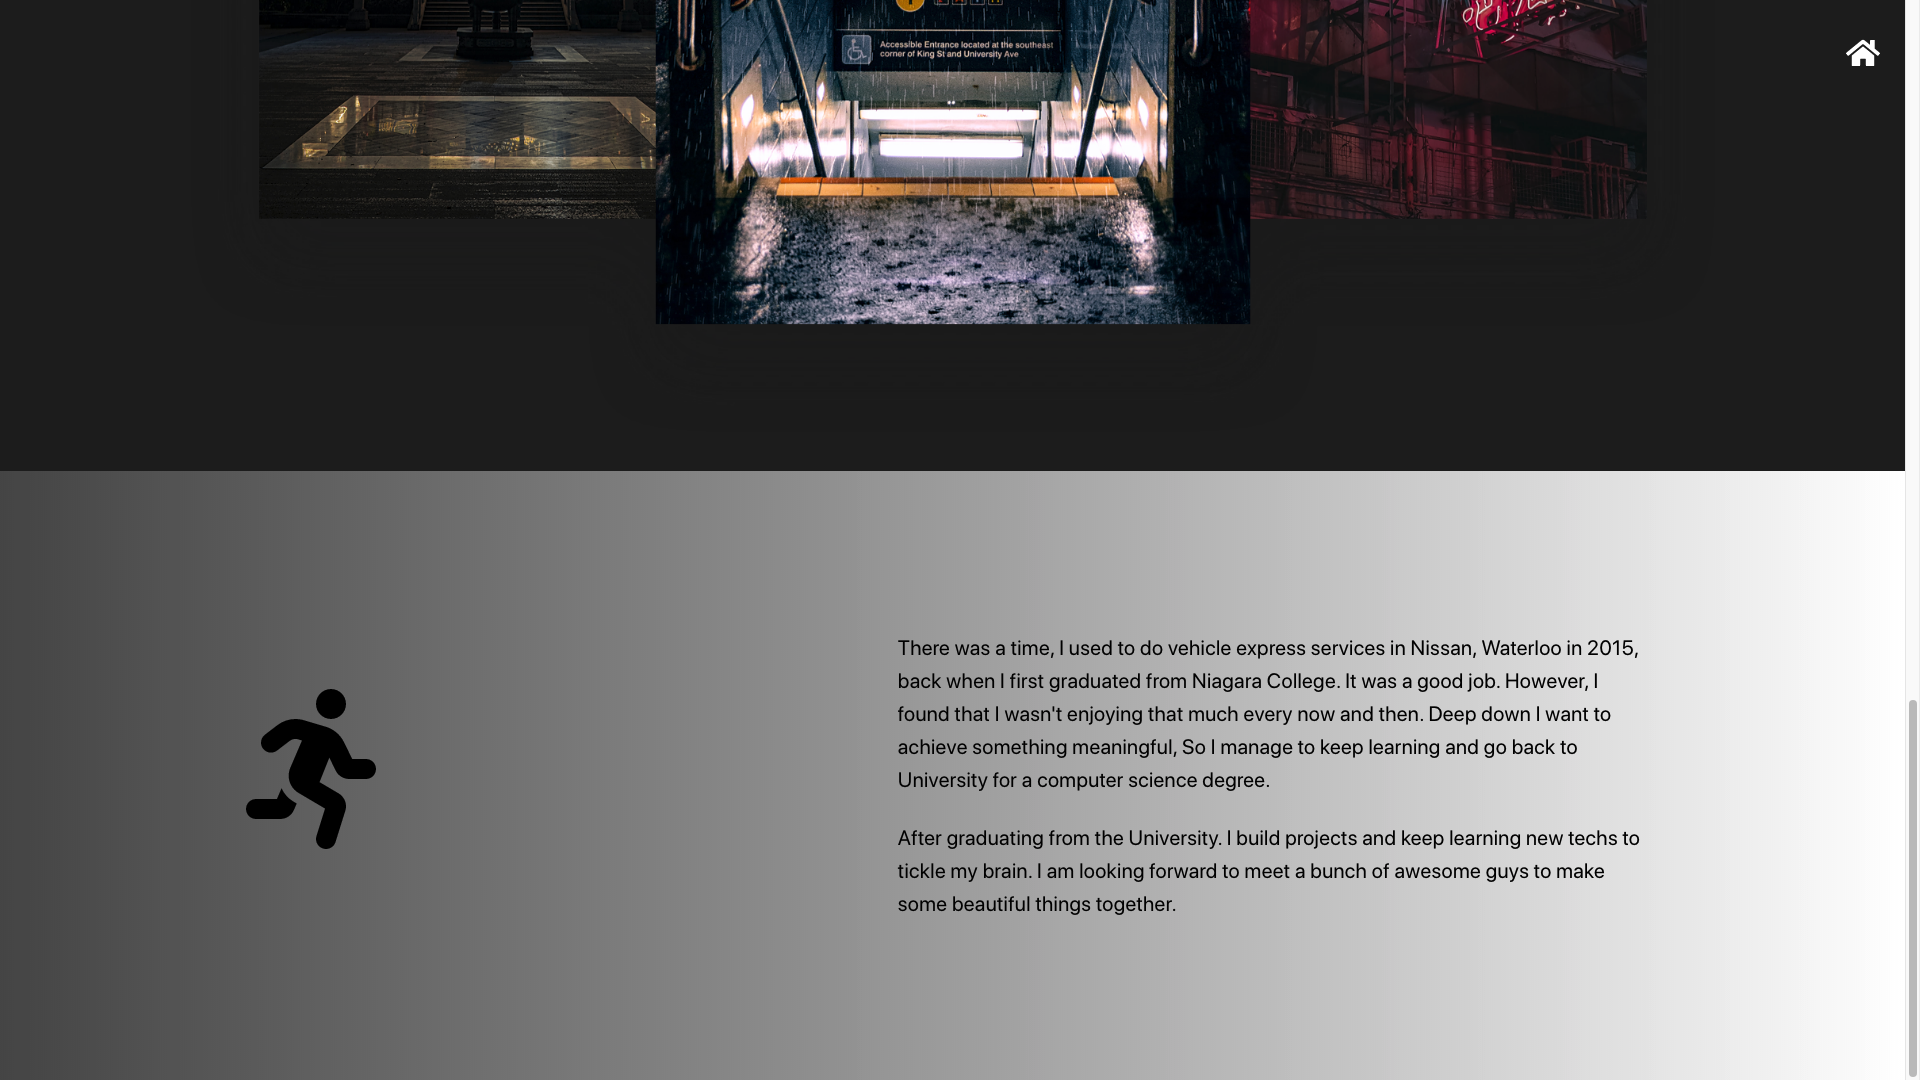 Accessible Entrance located at the southeast
corner of King St and University Ave
There was a time, I used to do vehicle express services in Nissan, Waterloo in 2015,
back when I first graduated from Niagara College. It was a good job. However, I
found that I wasn't enjoying that much every now and then. Deep down I want to
achieve something meaningful, So I manage to keep learning and go back to
University for a computer science degree.
After graduating from the University. I build projects and keep learning new techs to
tickle my brain. I am looking forward to meet a bunch of awesome guys to make
some beautiful things together.